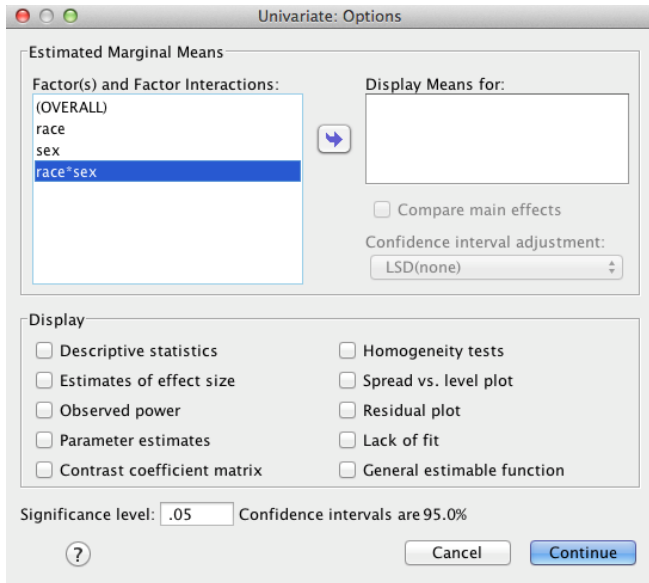 Univariate: Options
Estimated Marginal Means
Factor(s) and Factor Interactions:
(OVERALL)
race
sex
race*sex
Display Means for:
Compare main effects
Confidence interval adjustment:
LSD(none)
Display
Descriptive statistics
Estimates of effect size
Observed power
Parameter estimates
Contrast coefficient matrix
Homogeneity tests
Spread vs. level plot
Residual plot
Lack of fit
General estimable function
Significance level: .05 Confidence intervals are 95.0%
? Cancel Continue